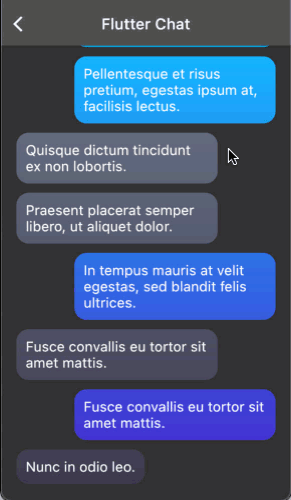 Flutter Chat
Pellentesque et risus
pretium, egestas ipsum at,
facilisis lectus.
Quisque dictum tincidunt
ex non lobortis.
Praesent placerat semper
libero, ut aliquet dolor.
In tempus mauris at velit
egestas, sed blandit felis
ultrices.
Fusce convallis eu tortor sit
amet mattis.
Fusce convallis eu tortor sit
amet mattis.
Nunc in odio leo.